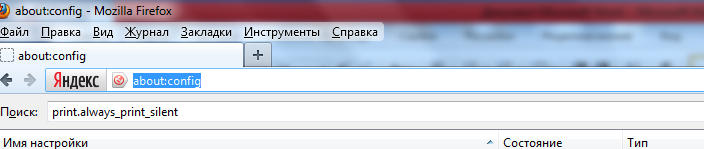 about:config - Mozilla Firefox
Файл Правка Вид Журнал Закладки Инструменты Справка
about:config
Яндекс about:config
Поиск: print.always_print_silent
Имя настройки Состояние Тип